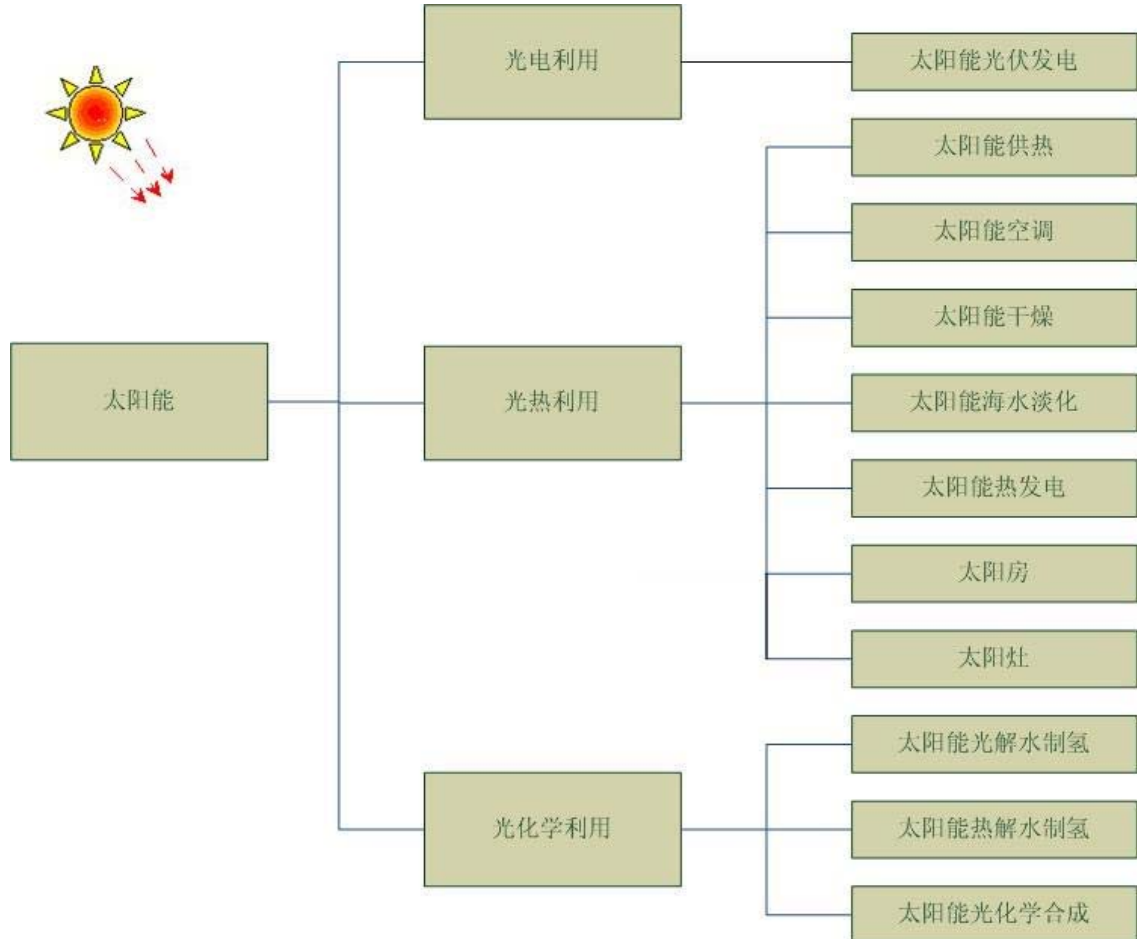 太阳能
光电利用
太阳能光伏发电
光热利用
太阳能供热
太阳能空调
太阳能干燥
太阳能海水淡化
太阳能热发电
太阳房
太阳灶
光化学利用
太阳能光解水制氢
太阳能热解水制氢
太阳能光化学合成